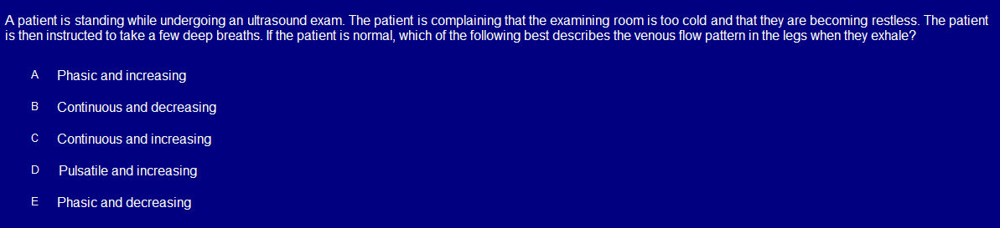 A patient is standing while undergoing an ultrasound exam. The patient is complaining that the examining room is too cold and that they are becoming restless. The patient
is then instructed to take a few deep breaths. If the patient is normal, which of the following best describes the venous flow pattern in the legs when they exhale?
A Phasic and increasing
B Continuous and decreasing
C Continuous and increasing
D Pulsatile and increasing
E Phasic and decreasing